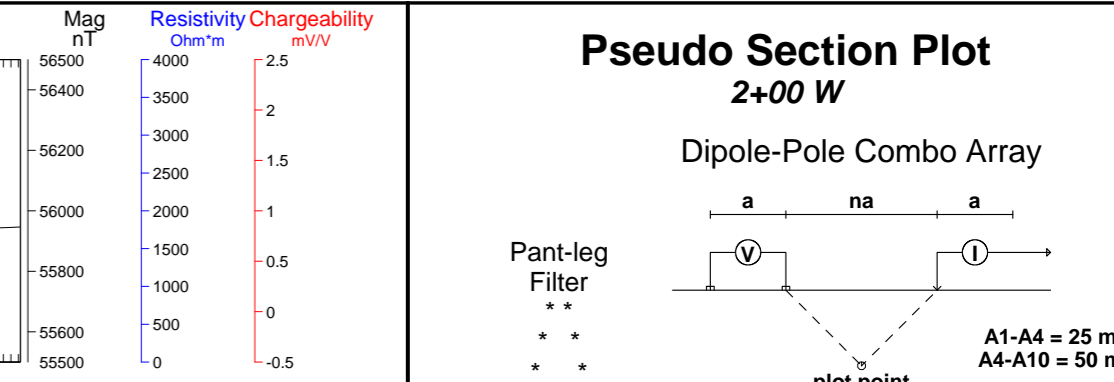 Mag
nT
Resistivity
Ohm*m
Chargeability
mV/V
56500
56400
56200
56000
55800
55600
55500
4000
3500
3000
2500
2000
1500
1000
500
0
2.5
2
1.5
1
0.5
0
-0.5
Pseudo Section Plot
2+00 W
Dipole-Pole Combo Array
a na a
V I
Pant-leg
Filter
* *
* *
* *
A1-A4 = 25 m
A4-A10 = 50 m
plot point